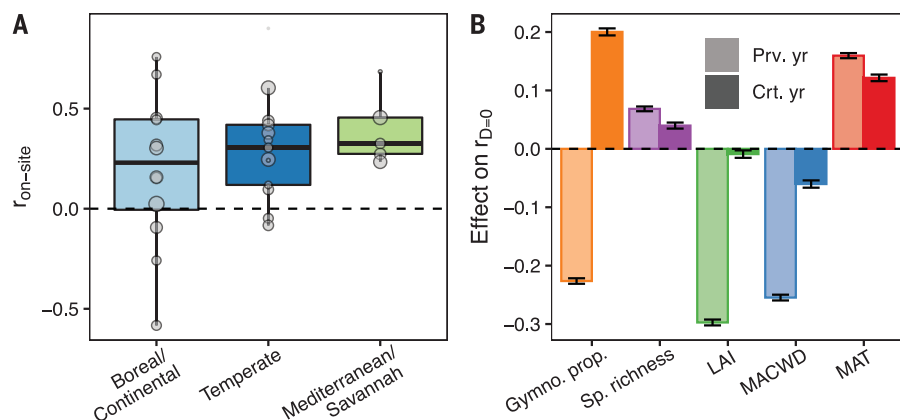 A
r on-site
0.5
0.0
-0.5
Boreal/
Continental
Temperate
Mediterranean/
Savannah
B
Effect on r D=0
0.2
0.1
0.0
-0.1
-0.2
-0.3
Prv. yr
Crt. yr
Gymno. prop.
Sp. richness
LAI
MACWD
MAT